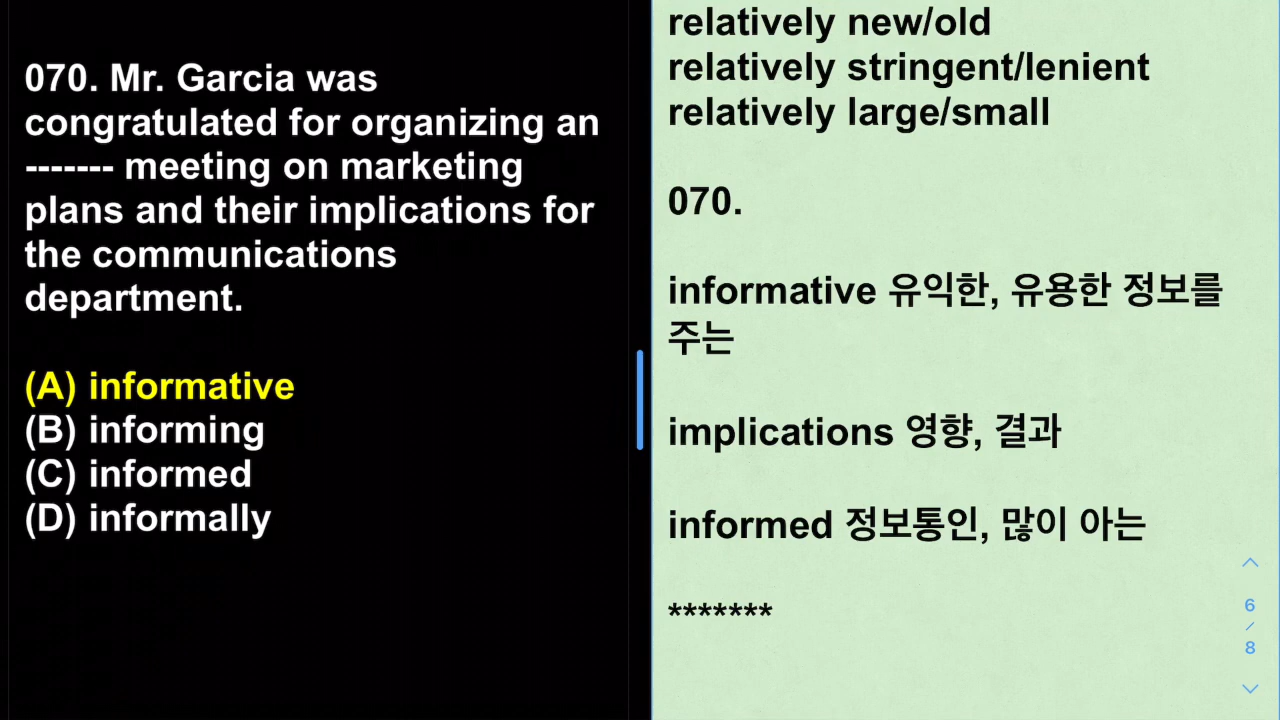 070. Mr. Garcia was
congratulated for organizing an
------- meeting on marketing
plans and their implications for
the communications
department.
(A) informative
(B) informing
(C) informed
(D) informally
relatively new/old
relatively stringent/lenient
relatively large/small
070.
informative 유익한, 유용한 정보를
주는
implications 영향, 결과
informed 정보통인, 많이 아는
*******
6
/
8